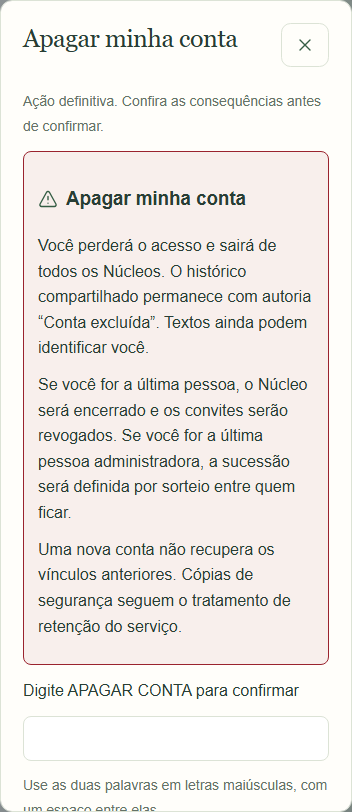 Apagar minha conta
Ação definitiva. Confira as consequências antes
de confirmar.
Apagar minha conta
Você perderá o acesso e sairá de
todos os Núcleos. O histórico
compartilhado permanece com autoria
“Conta excluída”. Textos ainda podem
identificar você.
Se você for a última pessoa, o Núcleo
será encerrado e os convites serão
revogados. Se você for a última
pessoa administradora, a sucessão
será definida por sorteio entre quem
ficar.
Uma nova conta não recupera os
vínculos anteriores. Cópias de
segurança seguem o tratamento de
retenção do serviço.
Digite APAGAR CONTA para confirmar
Use as duas palavras em letras maiúsculas, com
um espaço entre elas.